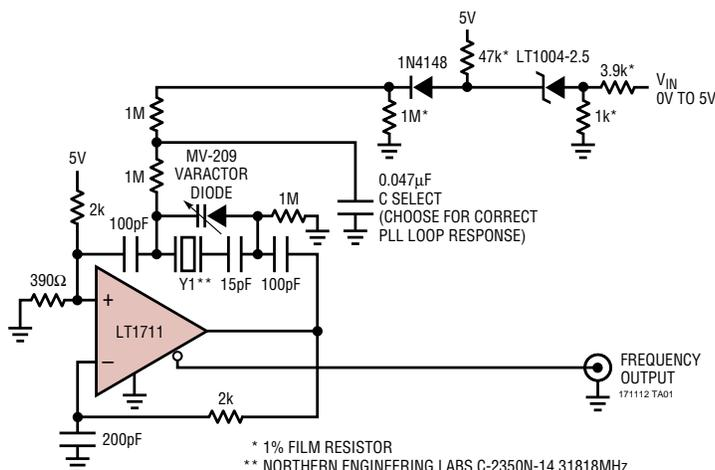 5V
1N4148
47k*
LT1004-2.5
3.9k*
VIN
0V TO 5V
1M
1M*
1k*
5V
MV-209
VARACTOR
DIODE
1M
1M
2k
100pF
0.047µF
C SELECT
(CHOOSE FOR CORRECT
PLL LOOP RESPONSE)
390Ω
Y1**
15pF
100pF
+
LT1711
–
FREQUENCY
OUTPUT
171112 TA01
2k
200pF
* 1% FILM RESISTOR
** NORTHERN ENGINEERING LABS C-2350N-14.31818MHz